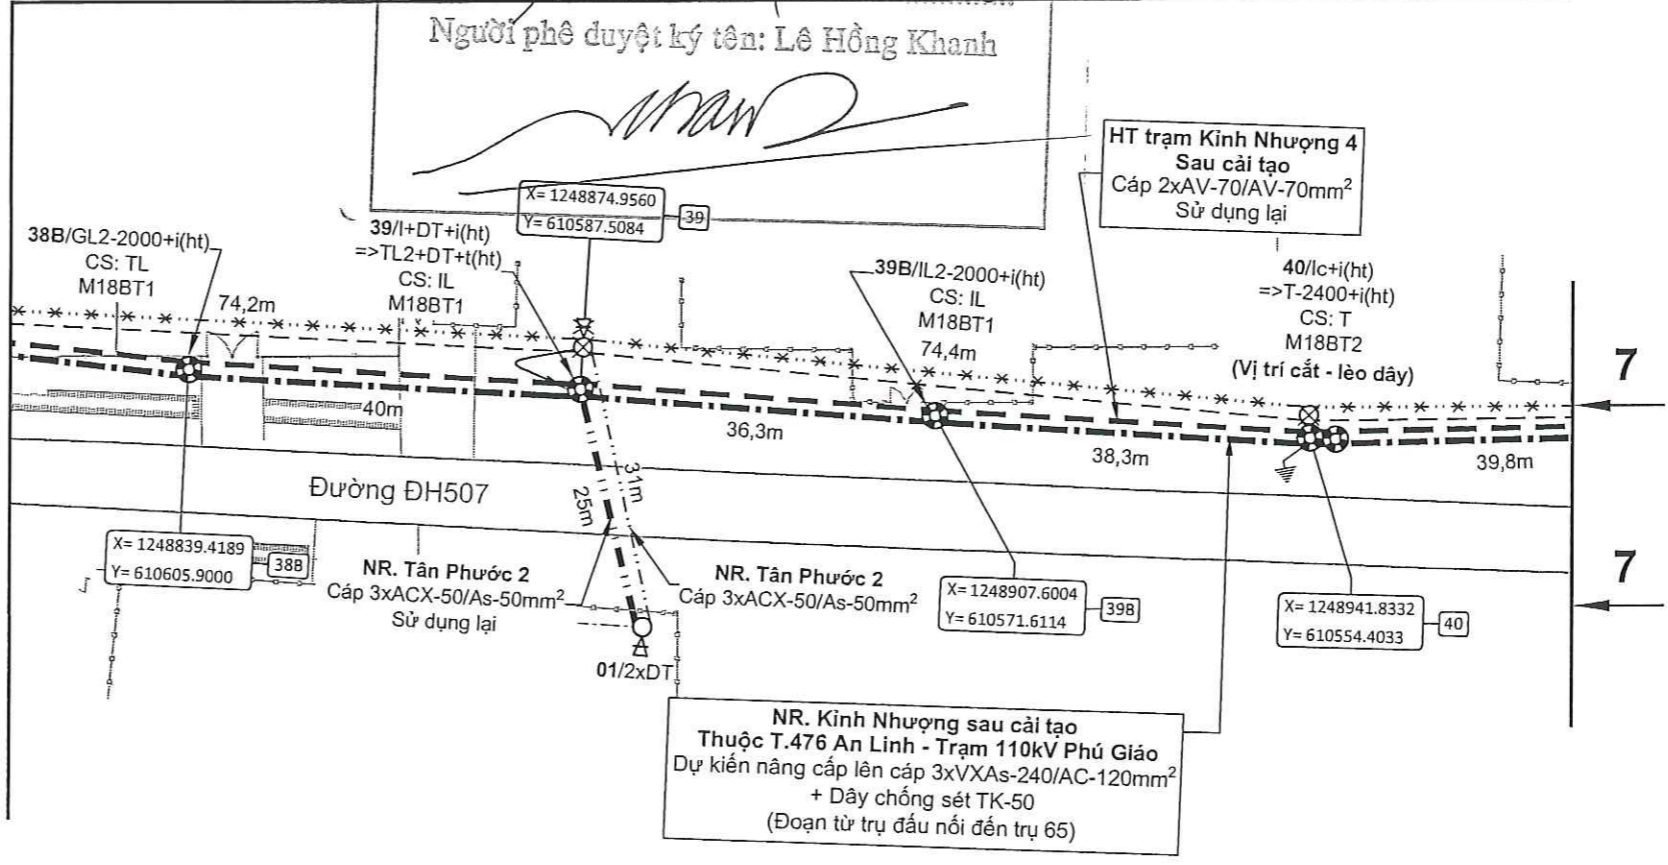 Người phê duyệt ký tên: Lê Hồng Khanh
HT trạm Kỉnh Nhượng 4
Sau cải tạo
Cáp 2xAV-70/AV-70mm²
Sử dụng lại
X= 1248874.9560
Y= 610587.5084
39
38B/GL2-2000+i(ht)
CS: TL
M18BT1
74,2m
39/I+DT+i(ht)
=>TL2+DT+t(ht)
CS: IL
M18BT1
39B/IL2-2000+i(ht)
CS: IL
M18BT1
74,4m
40/Ic+i(ht)
=>T-2400+i(ht)
CS: T
M18BT2
(Vị trí cắt - lèo dây)
7
40m
36,3m
38,3m
39,8m
Đường ĐH507
25m
31m
7
X= 1248839.4189
Y= 610605.9000
38B
NR. Tân Phước 2
Cáp 3xACX-50/As-50mm²
Sử dụng lại
NR. Tân Phước 2
Cáp 3xACX-50/As-50mm²
X= 1248907.6004
Y= 610571.6114
39B
X= 1248941.8332
Y= 610554.4033
40
01/2xDT
NR. Kỉnh Nhượng sau cải tạo
Thuộc T.476 An Linh - Trạm 110kV Phú Giáo
Dự kiến nâng cấp lên cáp 3xVXAs-240/AC-120mm²
+ Dây chống sét TK-50
(Đoạn từ trụ đấu nối đến trụ 65)